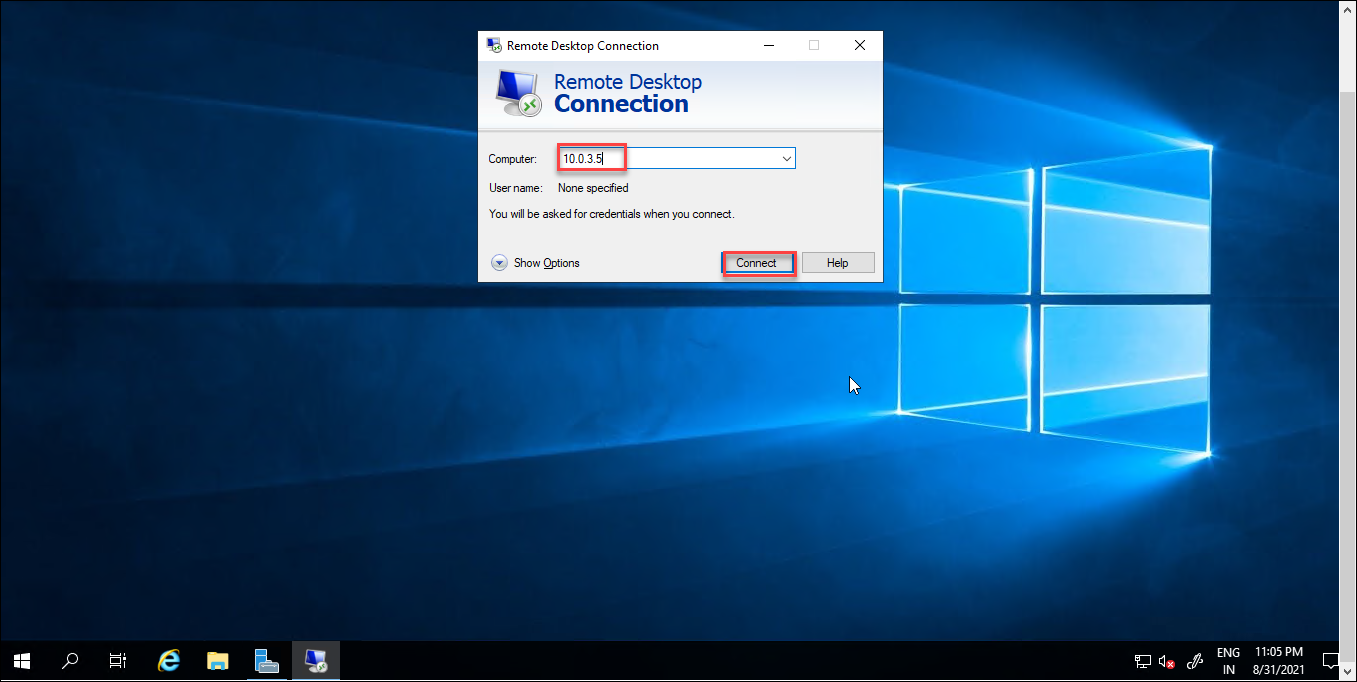 Remote Desktop Connection
Remote Desktop
Connection
Computer:
10.0.3.5
User name:
None specified
You will be asked for credentials when you connect.
Show Options
Connect
Help
ENG
IN
11:05 PM
8/31/2021